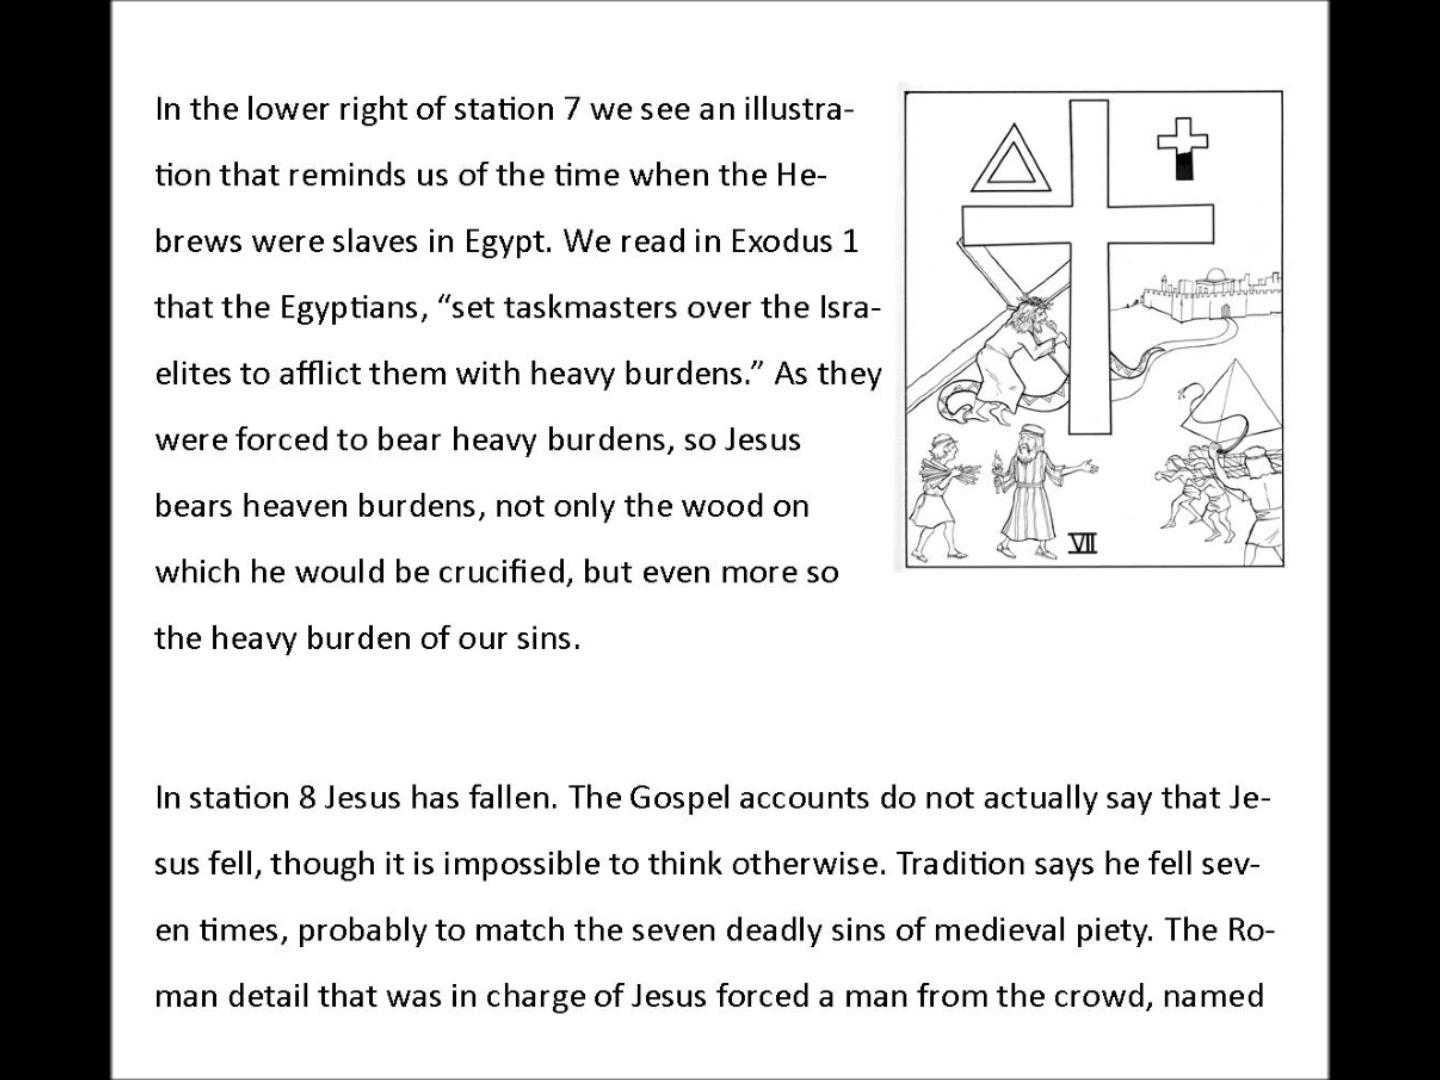 In the lower right of station 7 we see an illustra-
tion that reminds us of the time when the He-
brews were slaves in Egypt. We read in Exodus 1
that the Egyptians, “set taskmasters over the Isra-
elites to afflict them with heavy burdens.” As they
were forced to bear heavy burdens, so Jesus
bears heaven burdens, not only the wood on
which he would be crucified, but even more so
the heavy burden of our sins.
VII
In station 8 Jesus has fallen. The Gospel accounts do not actually say that Je-
sus fell, though it is impossible to think otherwise. Tradition says he fell sev-
en times, probably to match the seven deadly sins of medieval piety. The Ro-
man detail that was in charge of Jesus forced a man from the crowd, named